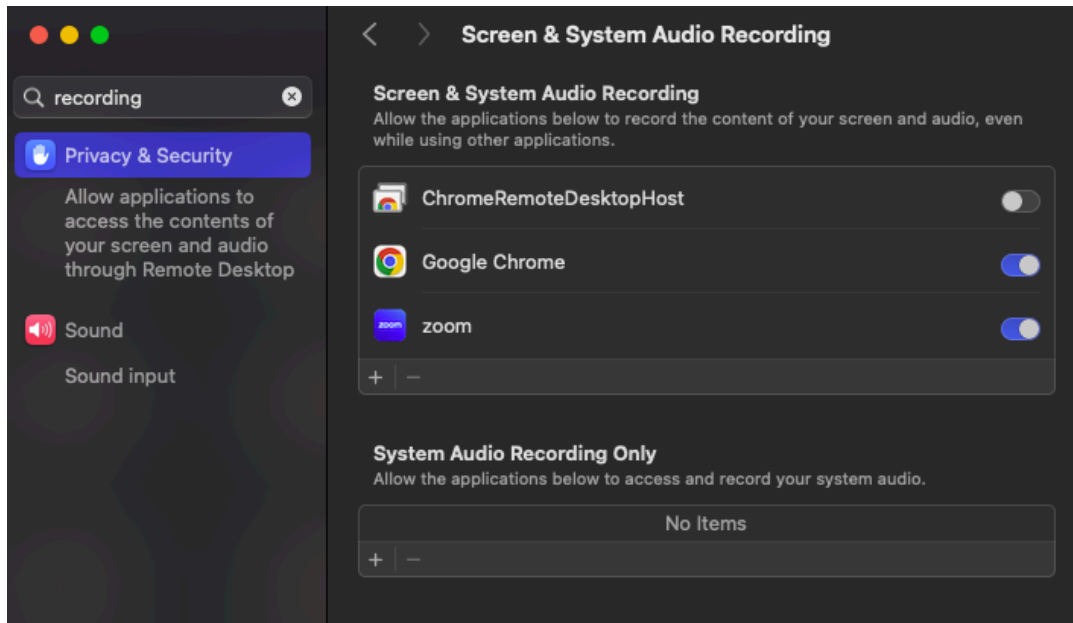 recording
Privacy & Security
Allow applications to
access the contents of
your screen and audio
through Remote Desktop
Sound
Sound input
Screen & System Audio Recording
Screen & System Audio Recording
Allow the applications below to record the content of your screen and audio, even
while using other applications.
ChromeRemoteDesktopHost
Google Chrome
zoom
zoom
+ −
System Audio Recording Only
Allow the applications below to access and record your system audio.
No Items
+ −